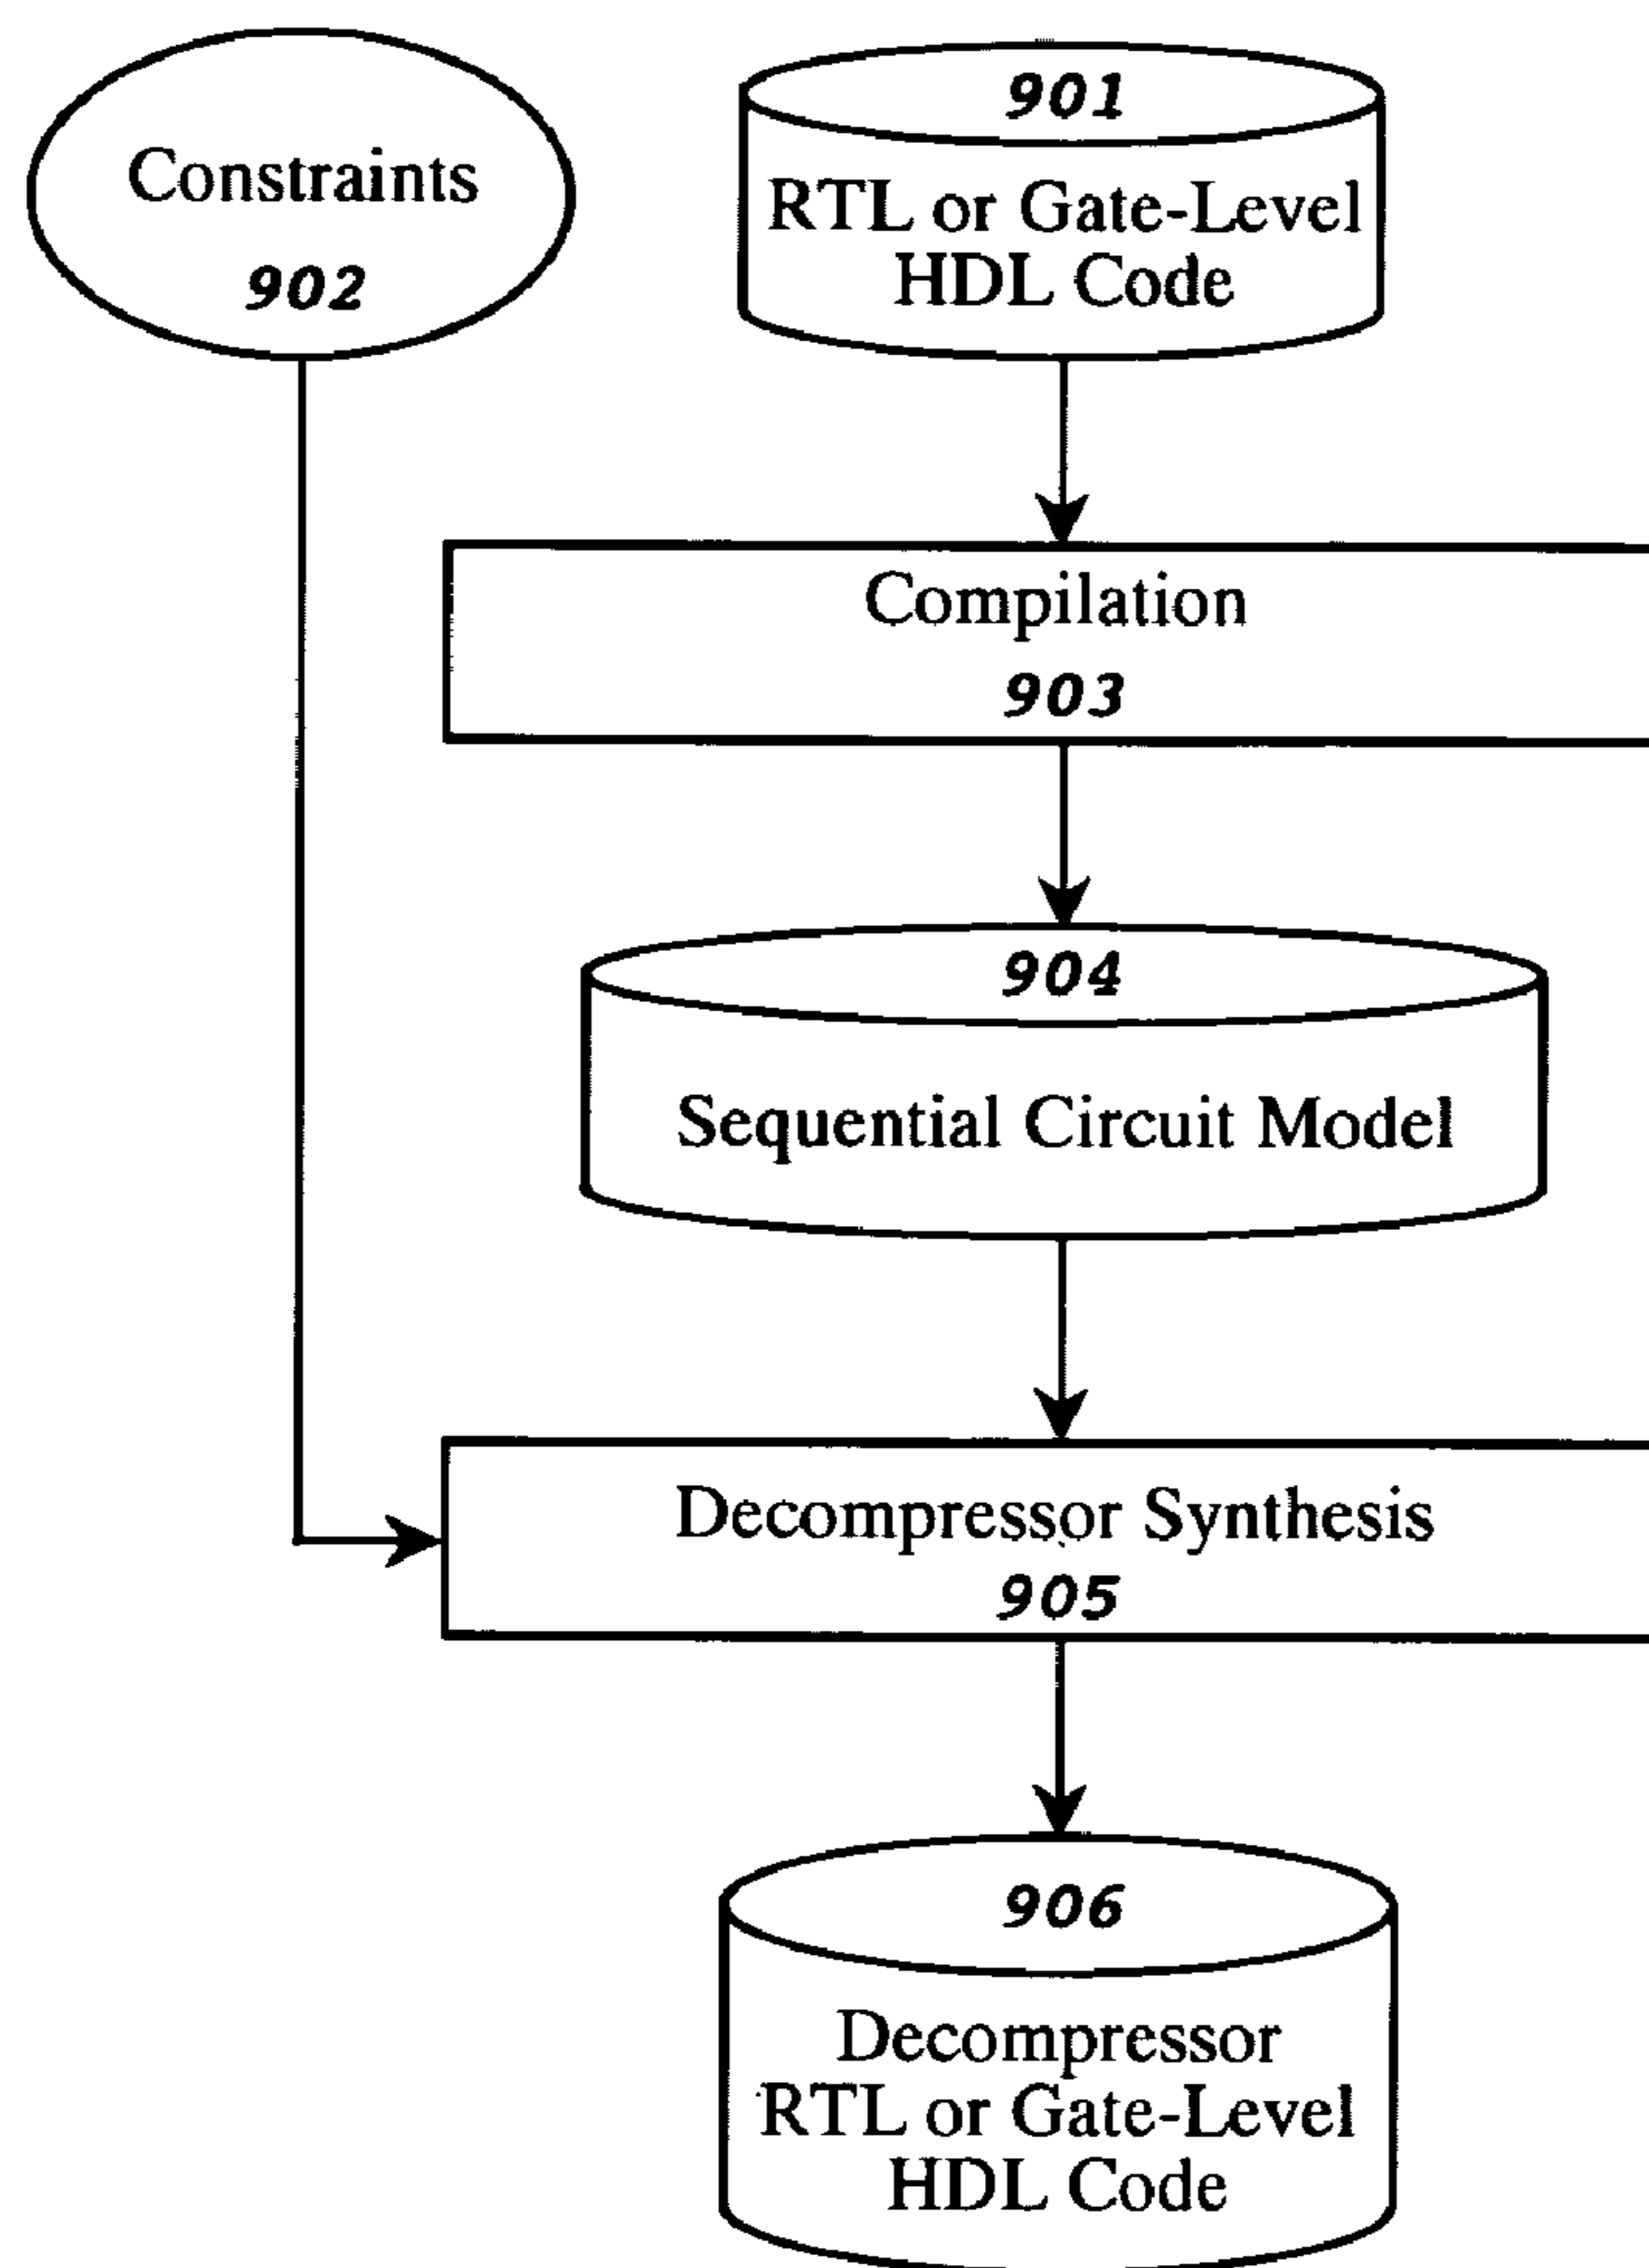 Constraints
902
901
RTL or Gate-Level
HDL Code
Compilation
903
904
Sequential Circuit Model
Decompressor Synthesis
905
906
Decompressor
RTL or Gate-Level
HDL Code